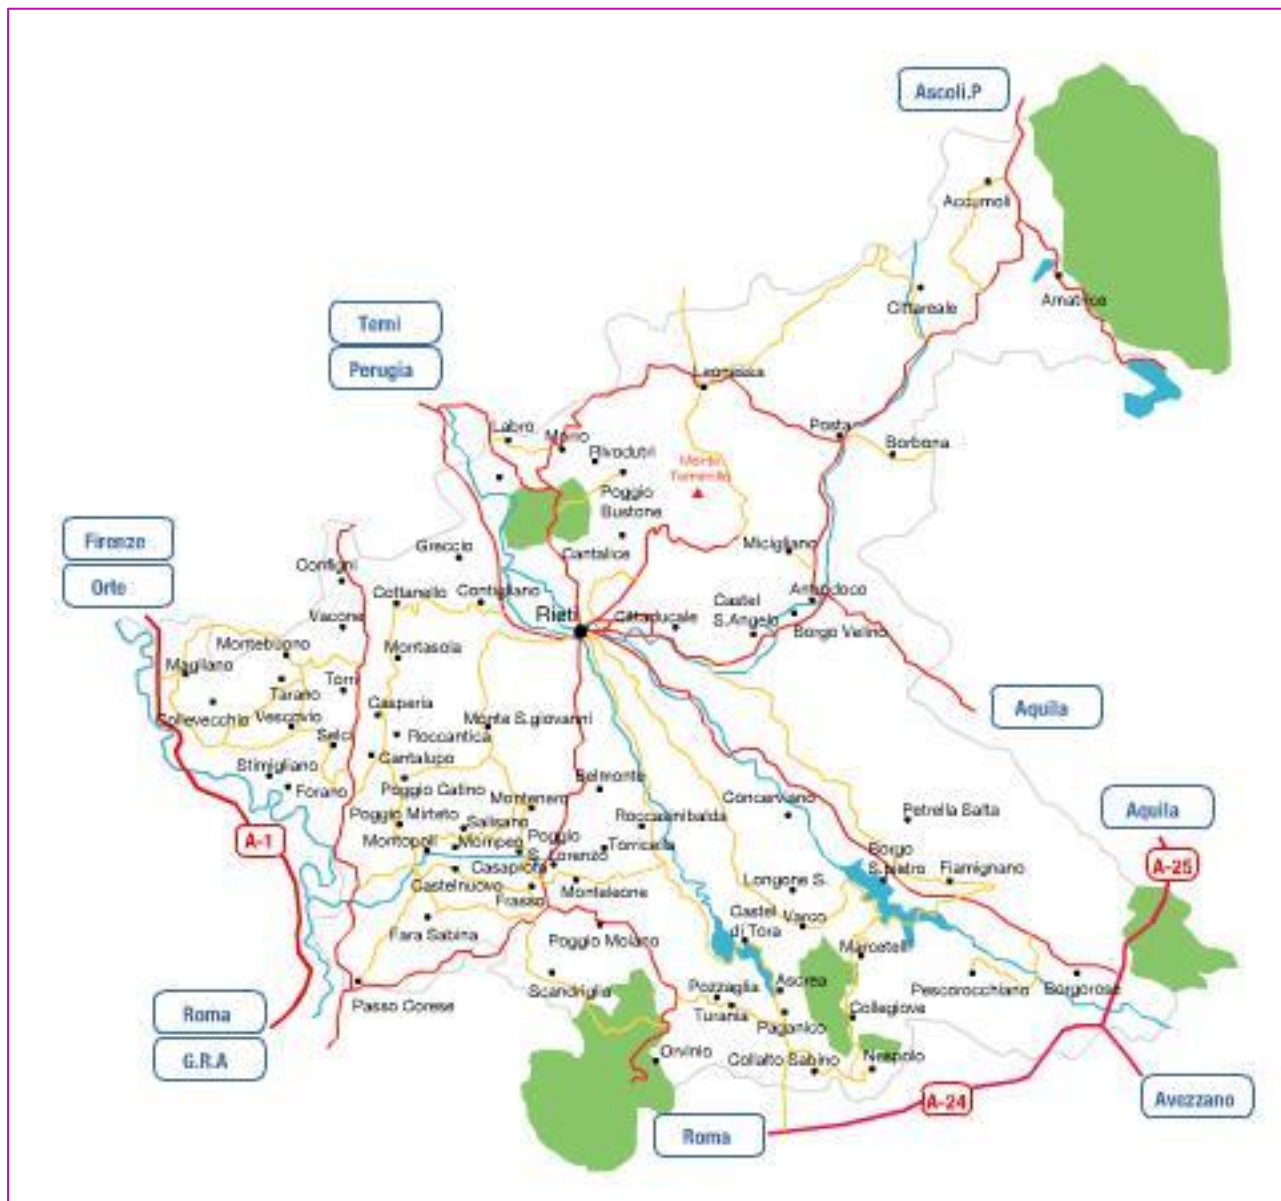 Ascoli.P
Accumoli
Cittareale
Amatrice
Terni
Perugia
Leonessa
Labro
Morro
Rivodutri
Posta
Borbona
Monte
Terminillo
Poggio
Bustone
Cantalice
Micigliano
Antrodoco
Firenze
Orte
Configni
Greccio
Cottanello
Contigliano
Vacone
Rieti
Cittaducale
Castel
S.Angelo
Borgo Velino
Montebuono
Magliano
Tarano
Torri
Montasola
Collevecchio
Vescovio
Selci
Casperia
Roccantica
Cantalupo
Monte S.giovanni
Aquila
Stimigliano
Forano
Poggio Catino
Montenero
Belmonte
Concerviano
Petrella Salta
Aquila
A-1
Poggio Mirteto
Salisano
Roccasinibalda
Montopoli
Mompeo
Poggio
S. Lorenzo
Torricella
Casaprota
Castelnuovo
Frasso
Monteleone
Longone S.
Borgo
S.pietro
Fiamignano
A-25
Fara Sabina
Poggio Moiano
Castel
di Tora
Varco
Marcetelli
Scandriglia
Passo Corese
Pozzaglia
Turania
Ascrea
Paganico
Collegiove
Pescorocchiano
Borgorose
Roma
G.R.A
Orvinio
Collalto Sabino
Nespolo
A-24
Roma
Avezzano